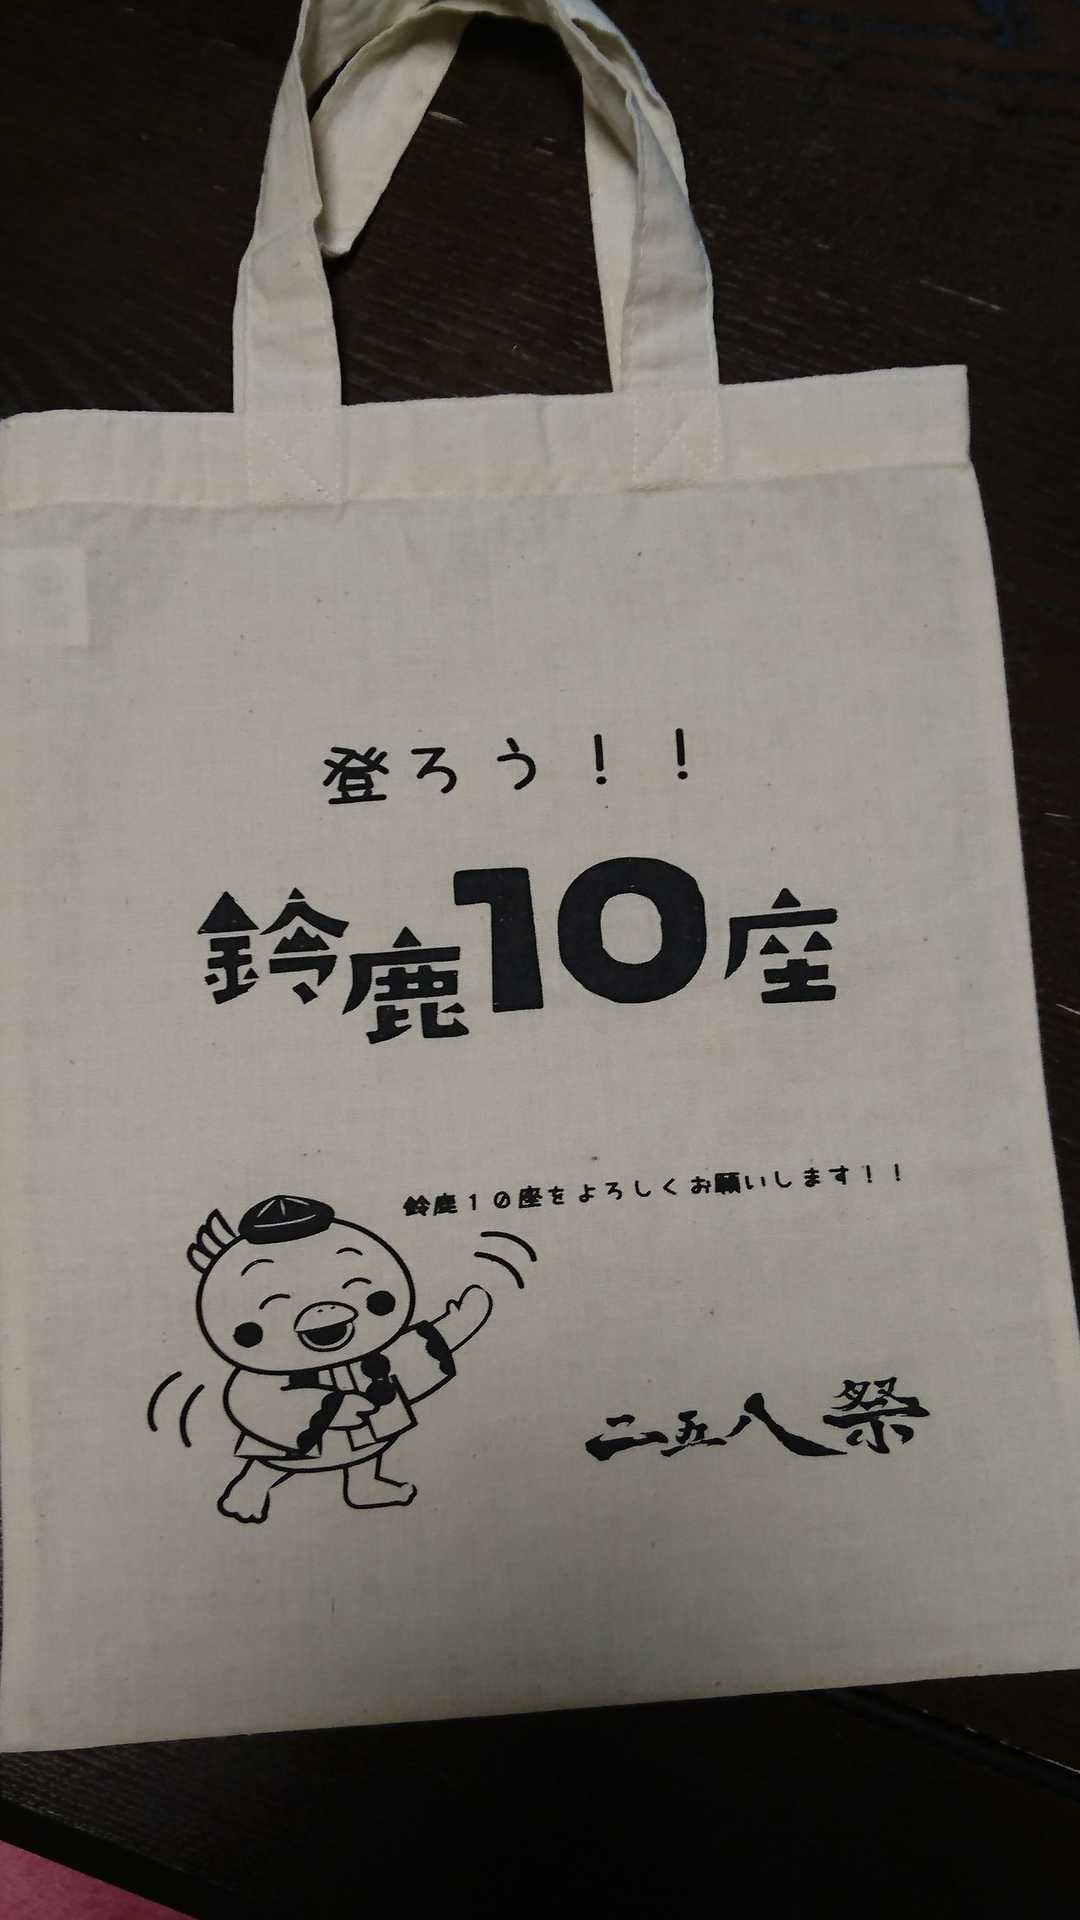 登ろう！！
鈴鹿10座
鈴鹿１０座をよろしくお願いします！！
二五八祭